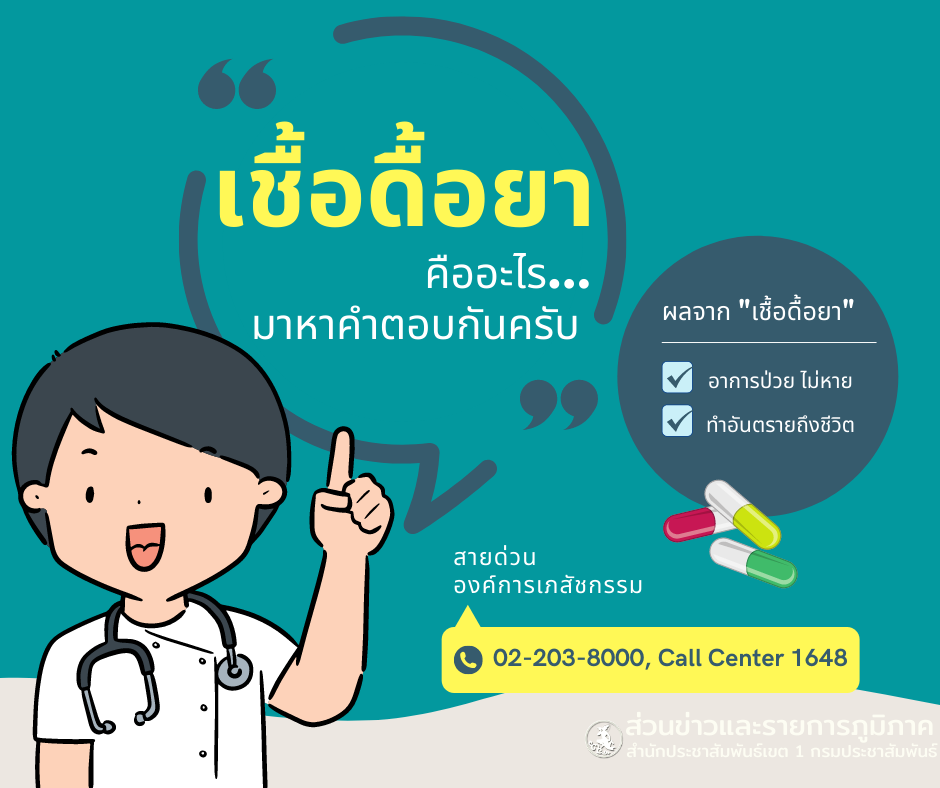 เชื้อดื้อยา
คืออะไร...
มาหาคำตอบกันครับ
ผลจาก "เชื้อดื้อยา"
อาการป่วย ไม่หาย
ทำอันตรายถึงชีวิต
สายด่วน
องค์การเภสัชกรรม
02-203-8000, Call Center 1648
ส่วนข่าวและรายการภูมิภาค
สำนักประชาสัมพันธ์เขต 1 กรมประชาสัมพันธ์